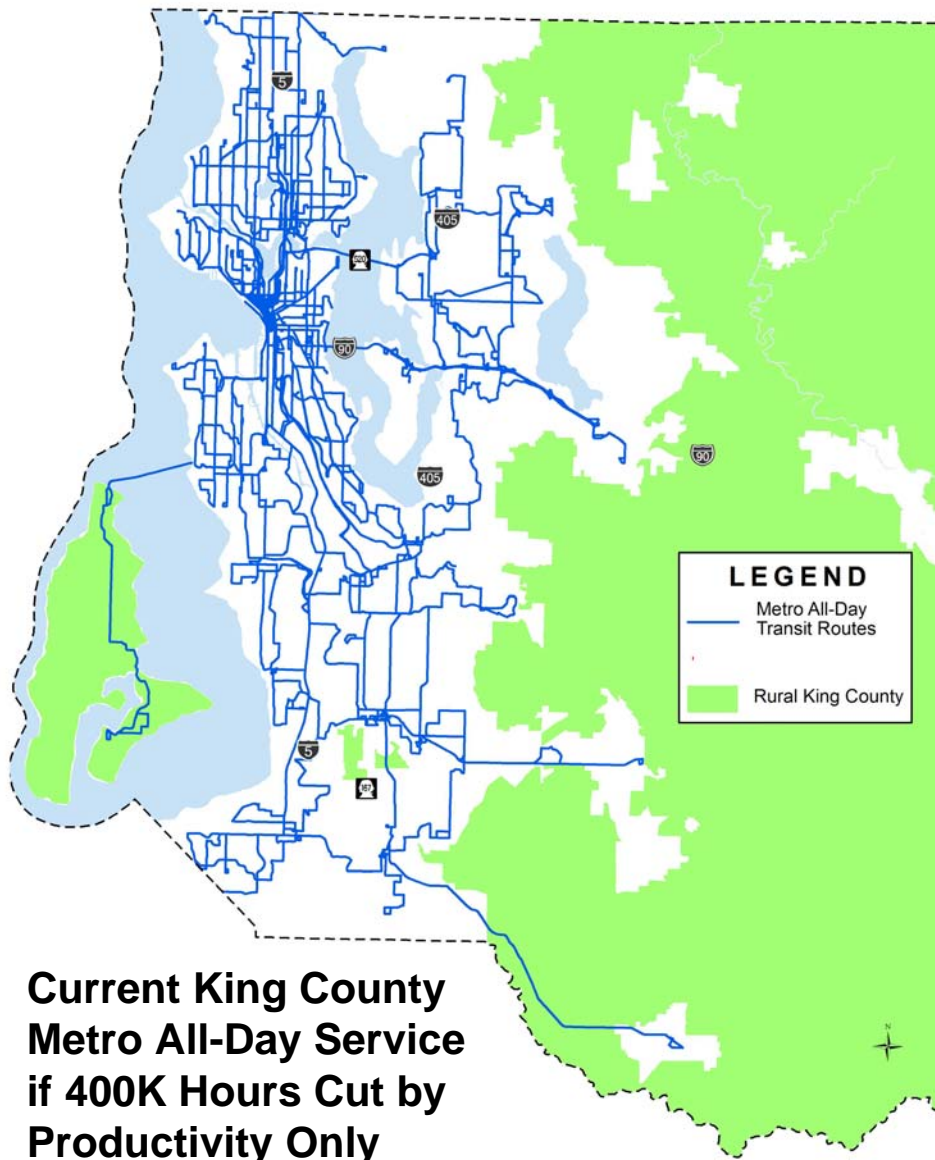 5
405
90
405
90
LEGEND
Metro All-Day
Transit Routes
Rural King County
5
167
N
Current King County
Metro All-Day Service
if 400K Hours Cut by
Productivity Only